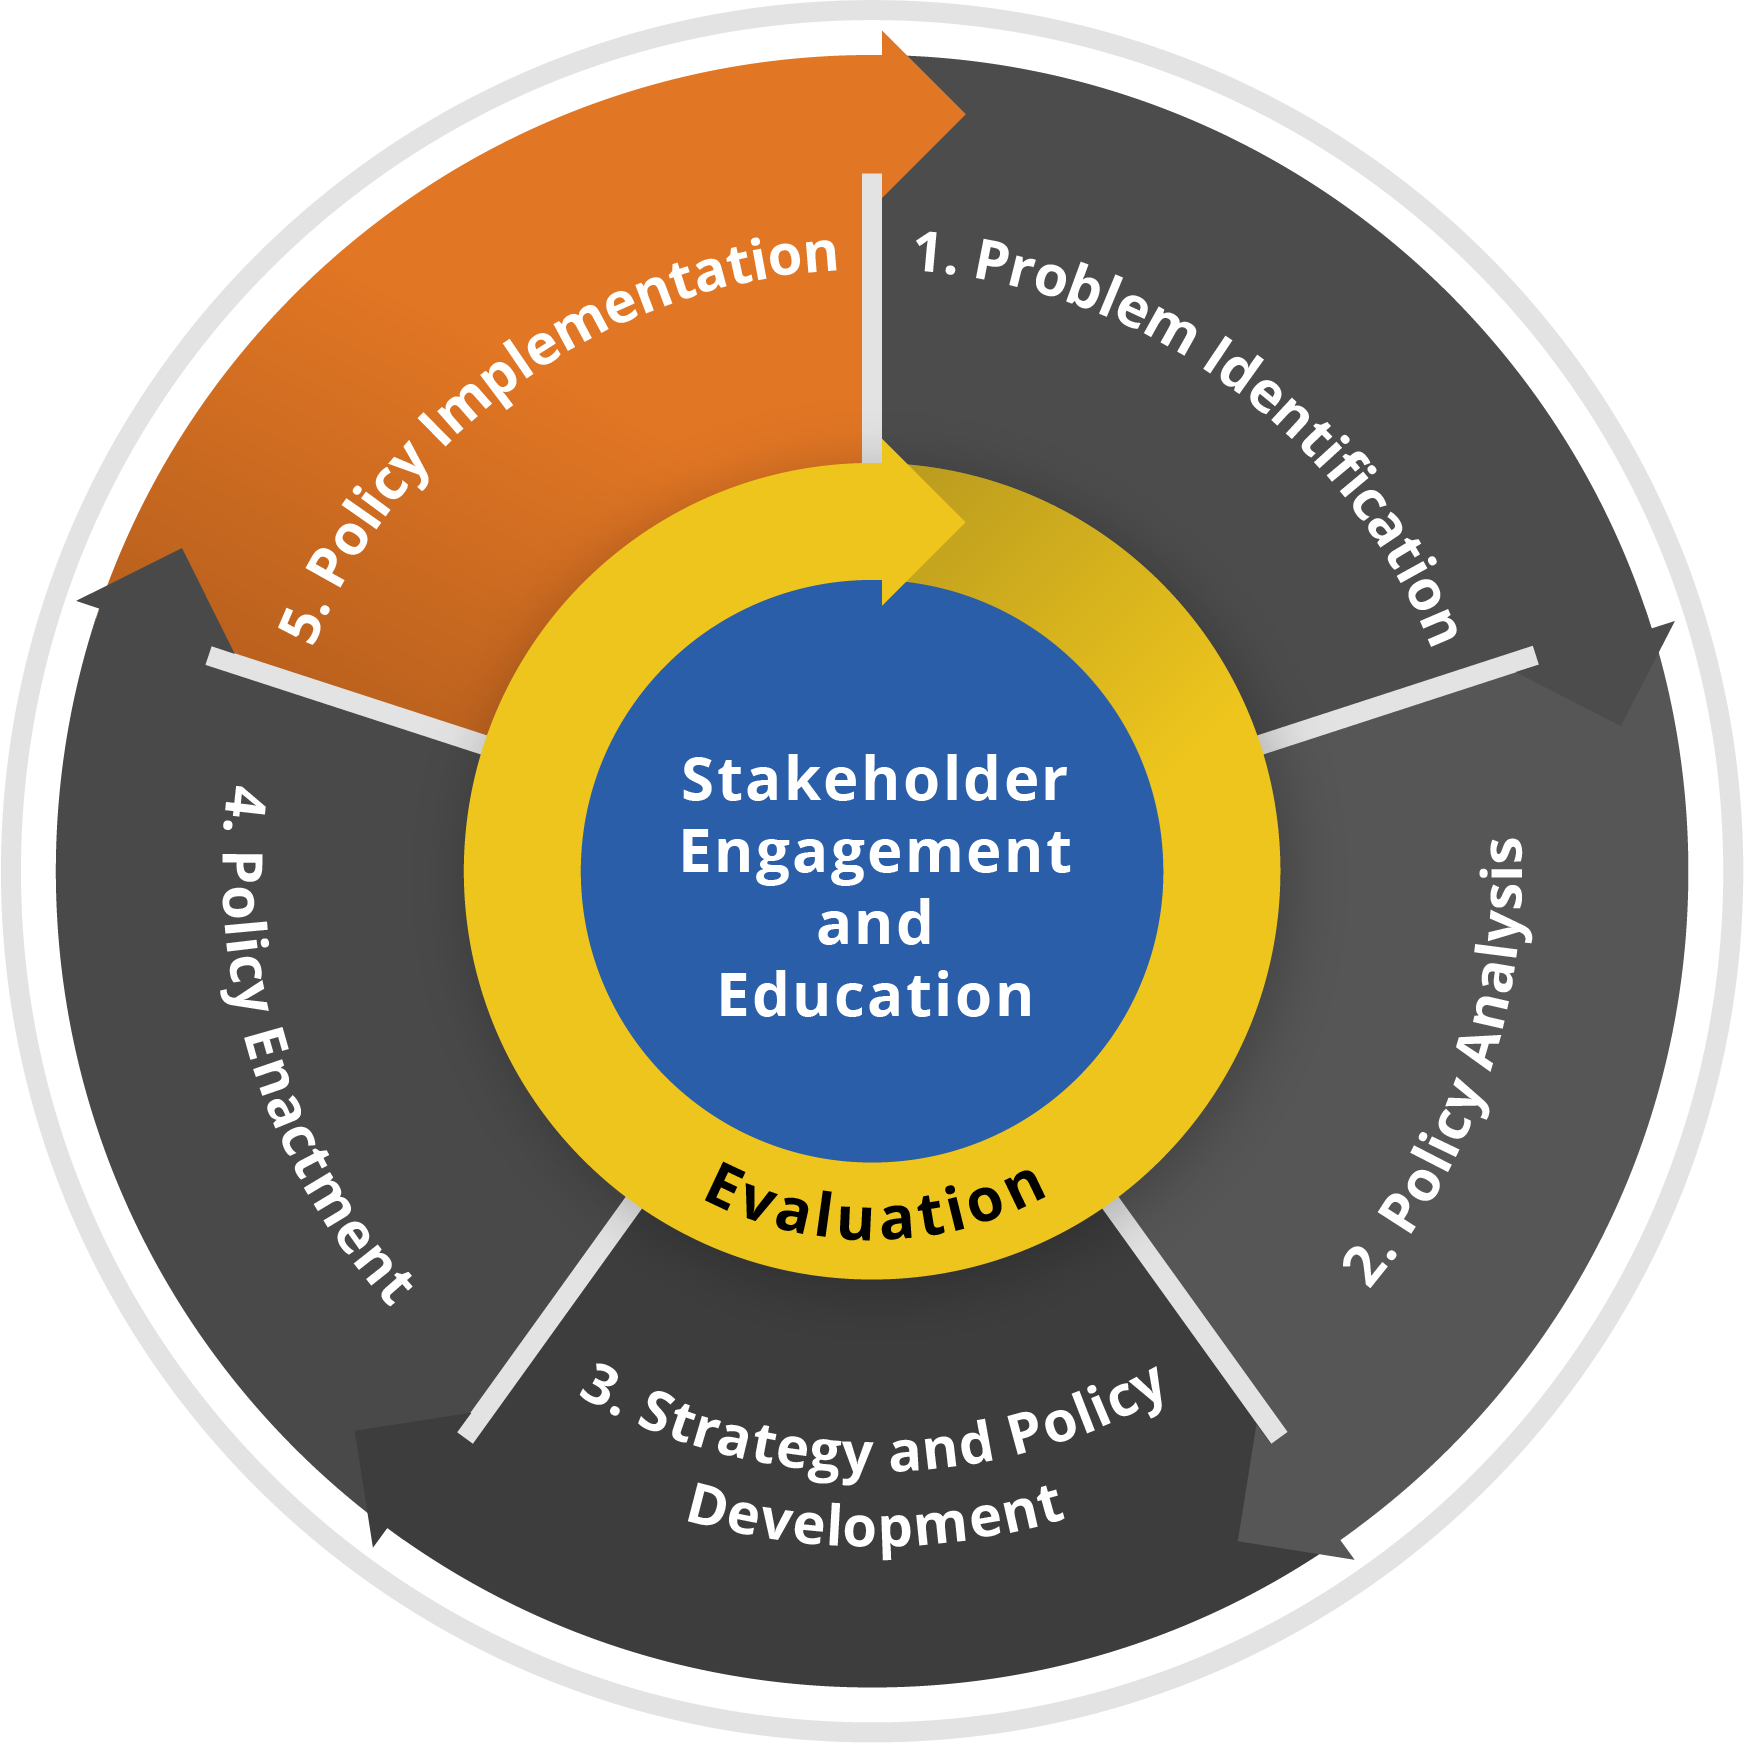 1. Problem Identification
2. Policy Analysis
3. Strategy and Policy
Development
4. Policy Enactment
5. Policy Implementation
Stakeholder
Engagement
and
Education
Evaluation